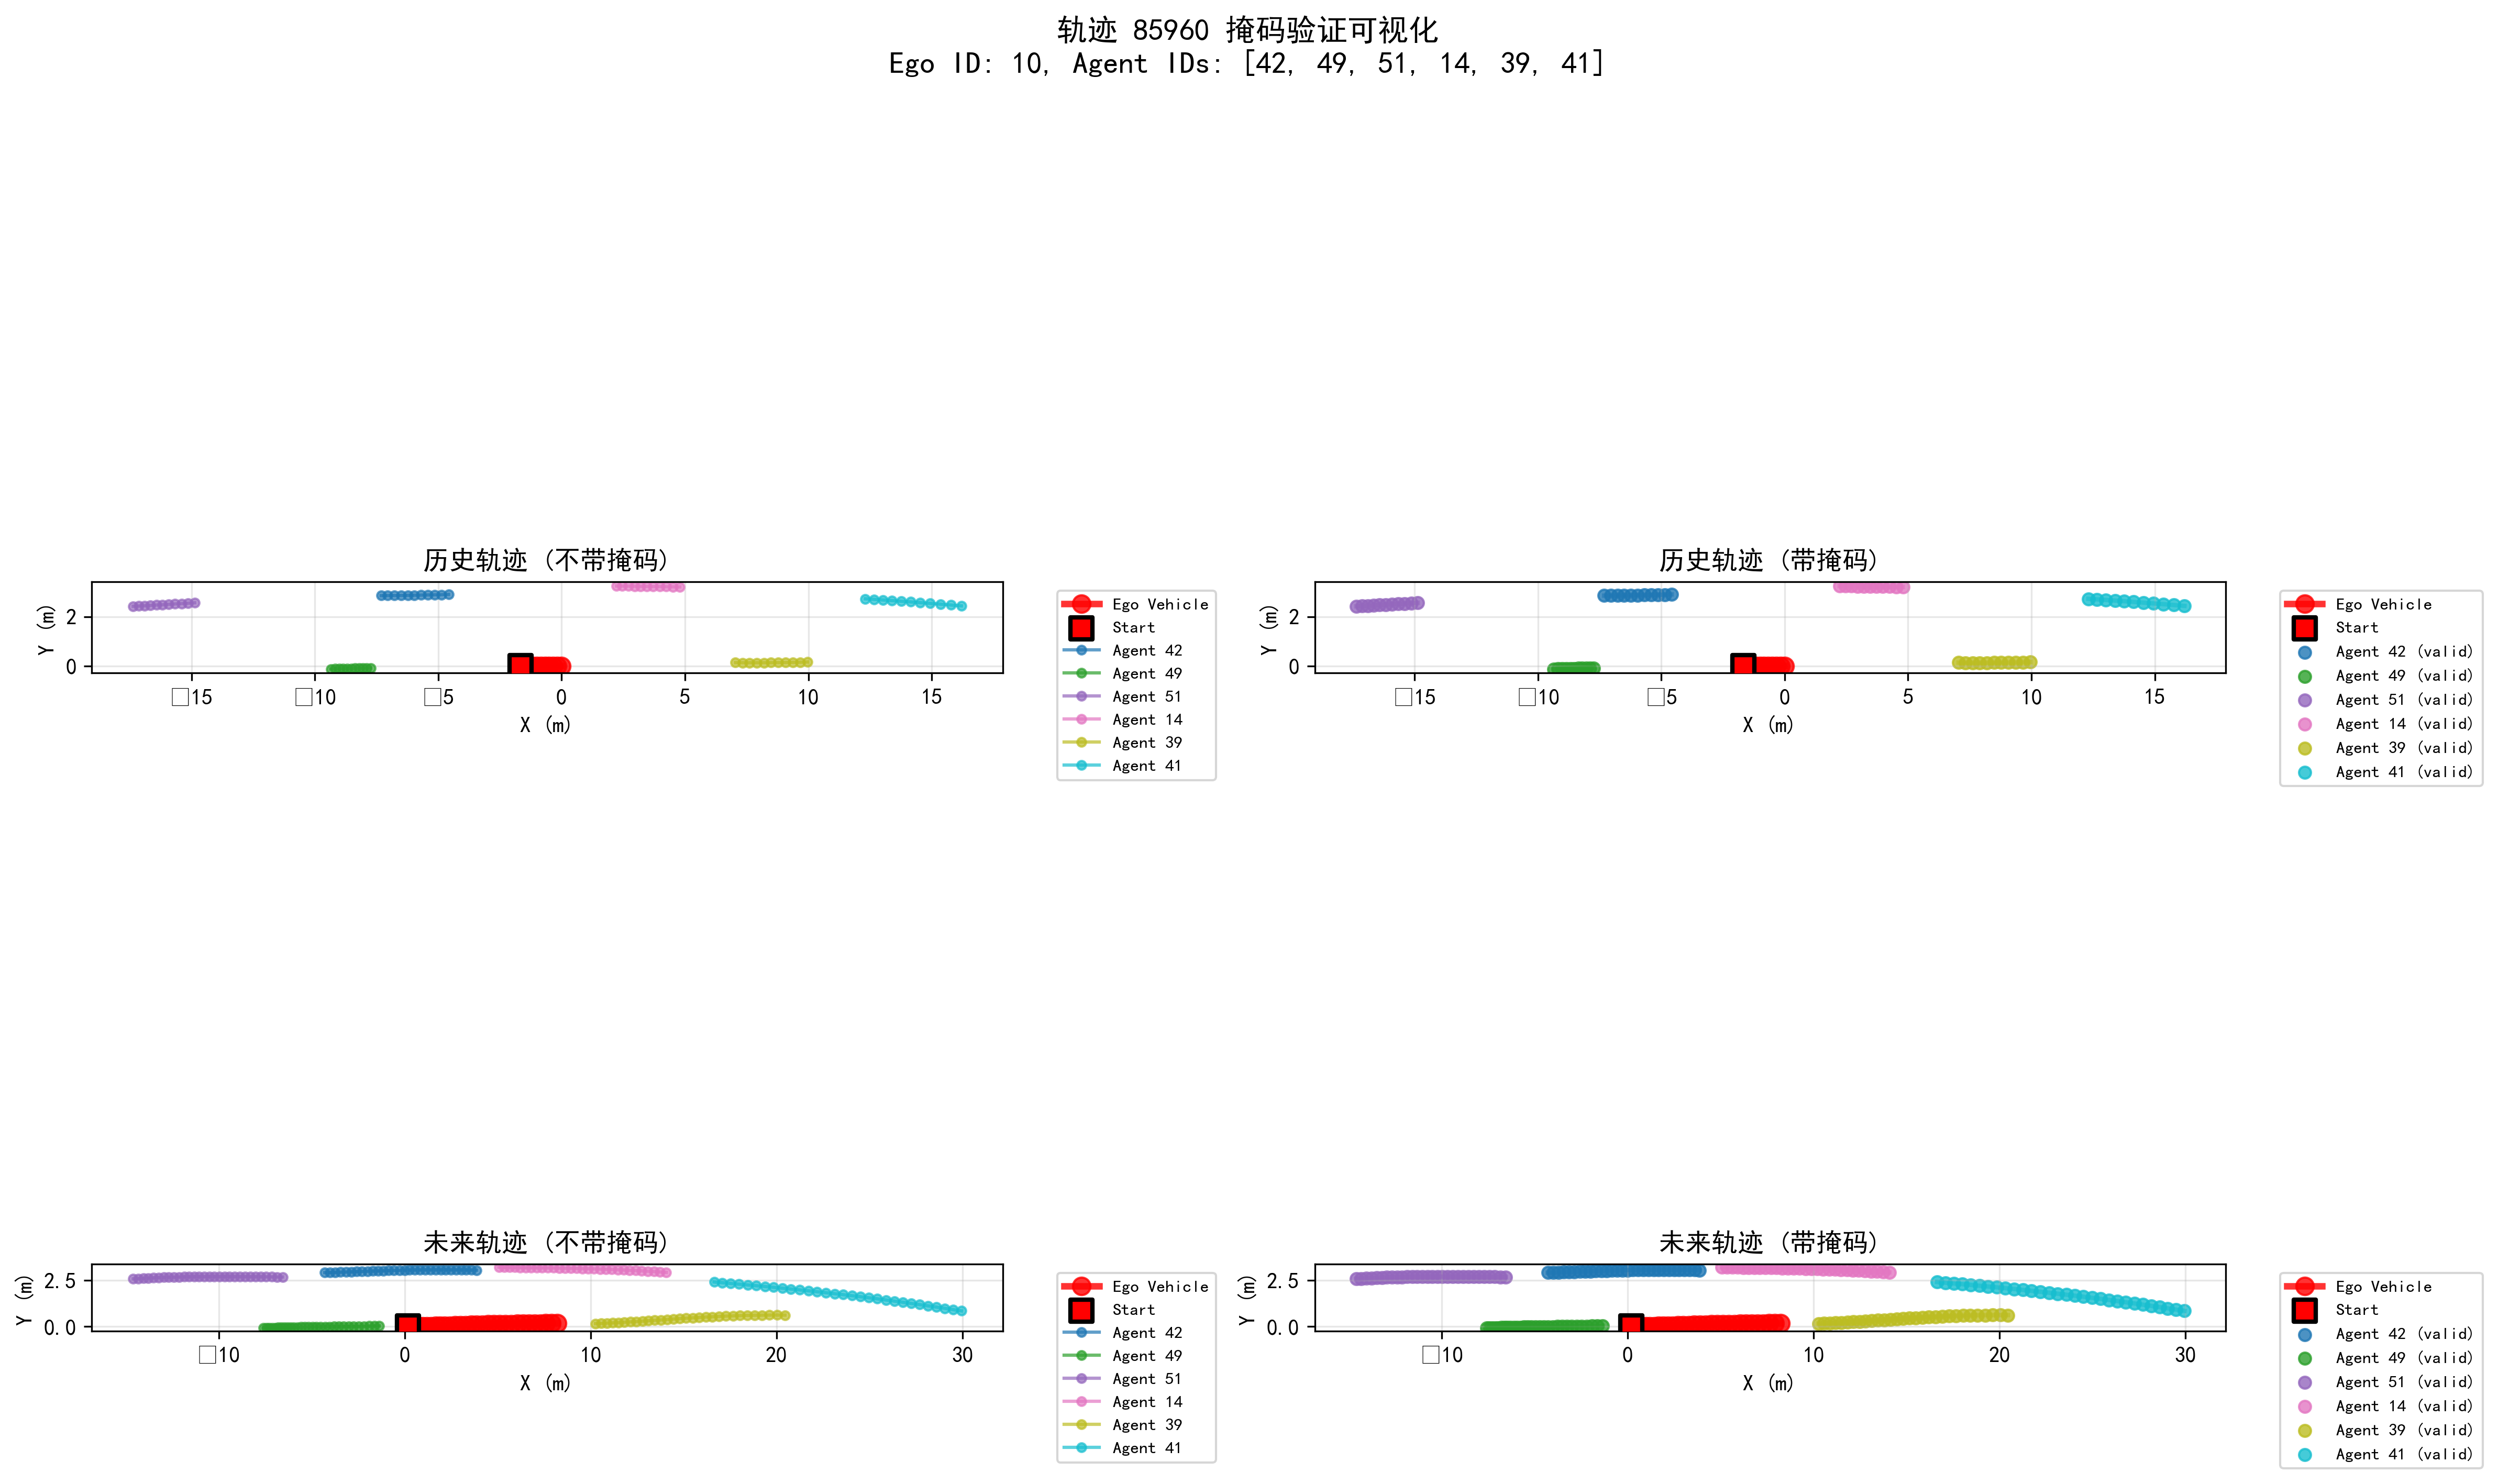 轨迹 85960 掩码验证可视化
Ego ID: 10, Agent IDs: [42, 49, 51, 14, 39, 41]
历史轨迹 (不带掩码)
Y (m)
2
0
□15 □10 □5 0 5 10 15
X (m)
Ego Vehicle
Start
Agent 42
Agent 49
Agent 51
Agent 14
Agent 39
Agent 41
历史轨迹 (带掩码)
Y (m)
2
0
□15 □10 □5 0 5 10 15
X (m)
Ego Vehicle
Start
Agent 42 (valid)
Agent 49 (valid)
Agent 51 (valid)
Agent 14 (valid)
Agent 39 (valid)
Agent 41 (valid)
未来轨迹 (不带掩码)
Y (m)
2.5
0.0
□10 0 10 20 30
X (m)
Ego Vehicle
Start
Agent 42
Agent 49
Agent 51
Agent 14
Agent 39
Agent 41
未来轨迹 (带掩码)
Y (m)
2.5
0.0
□10 0 10 20 30
X (m)
Ego Vehicle
Start
Agent 42 (valid)
Agent 49 (valid)
Agent 51 (valid)
Agent 14 (valid)
Agent 39 (valid)
Agent 41 (valid)